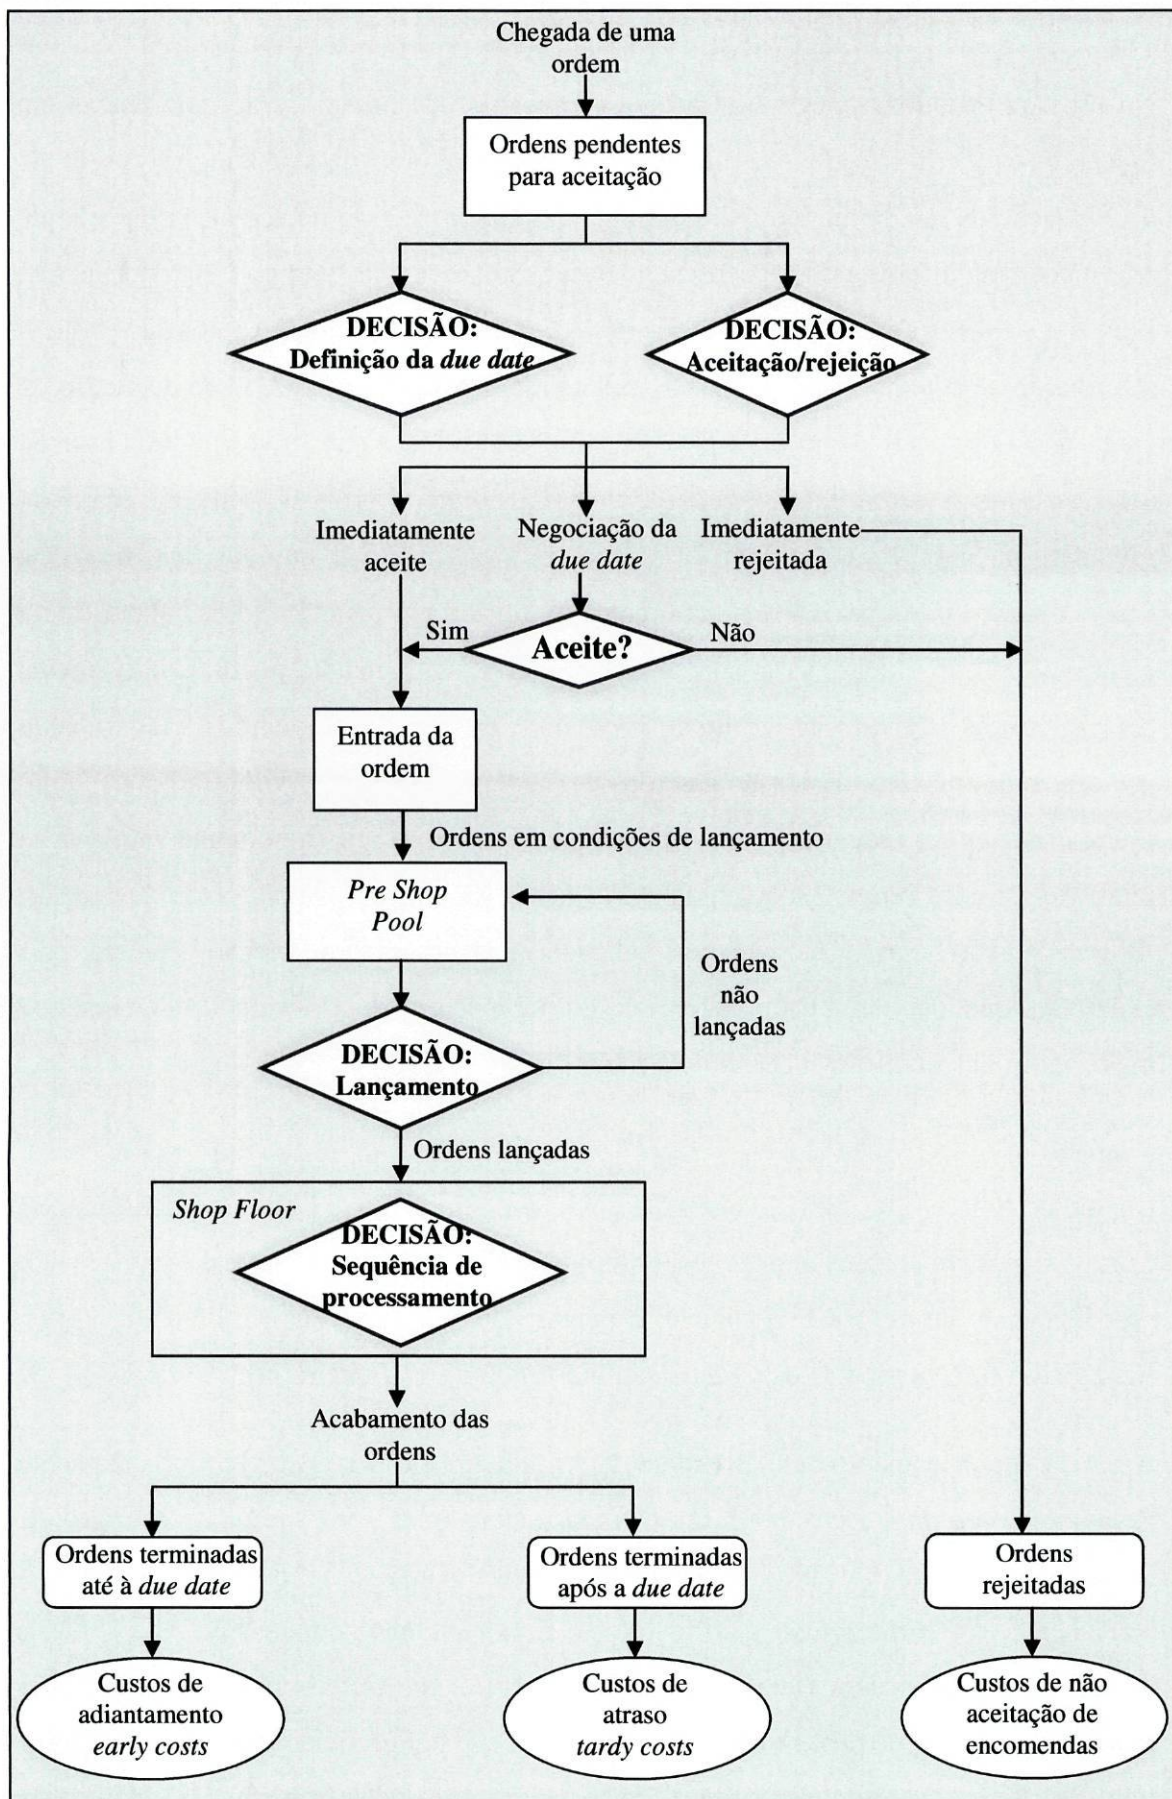 Chegada de uma
ordem
Ordens pendentes
para aceitação
DECISÃO:
Definição da due date
DECISÃO:
Aceitação/rejeição
Imediatamente
aceite
Negociação da
due date
Imediatamente
rejeitada
Sim
Aceite?
Não
Entrada da
ordem
Ordens em condições de lançamento
Pre Shop
Pool
Ordens
não
lançadas
DECISÃO:
Lançamento
Ordens lançadas
Shop Floor
DECISÃO:
Sequência de
processamento
Acabamento das
ordens
Ordens terminadas
até à due date
Ordens terminadas
após a due date
Ordens
rejeitadas
Custos de
adiantamento
early costs
Custos de
atraso
tardy costs
Custos de não
aceitação de
encomendas